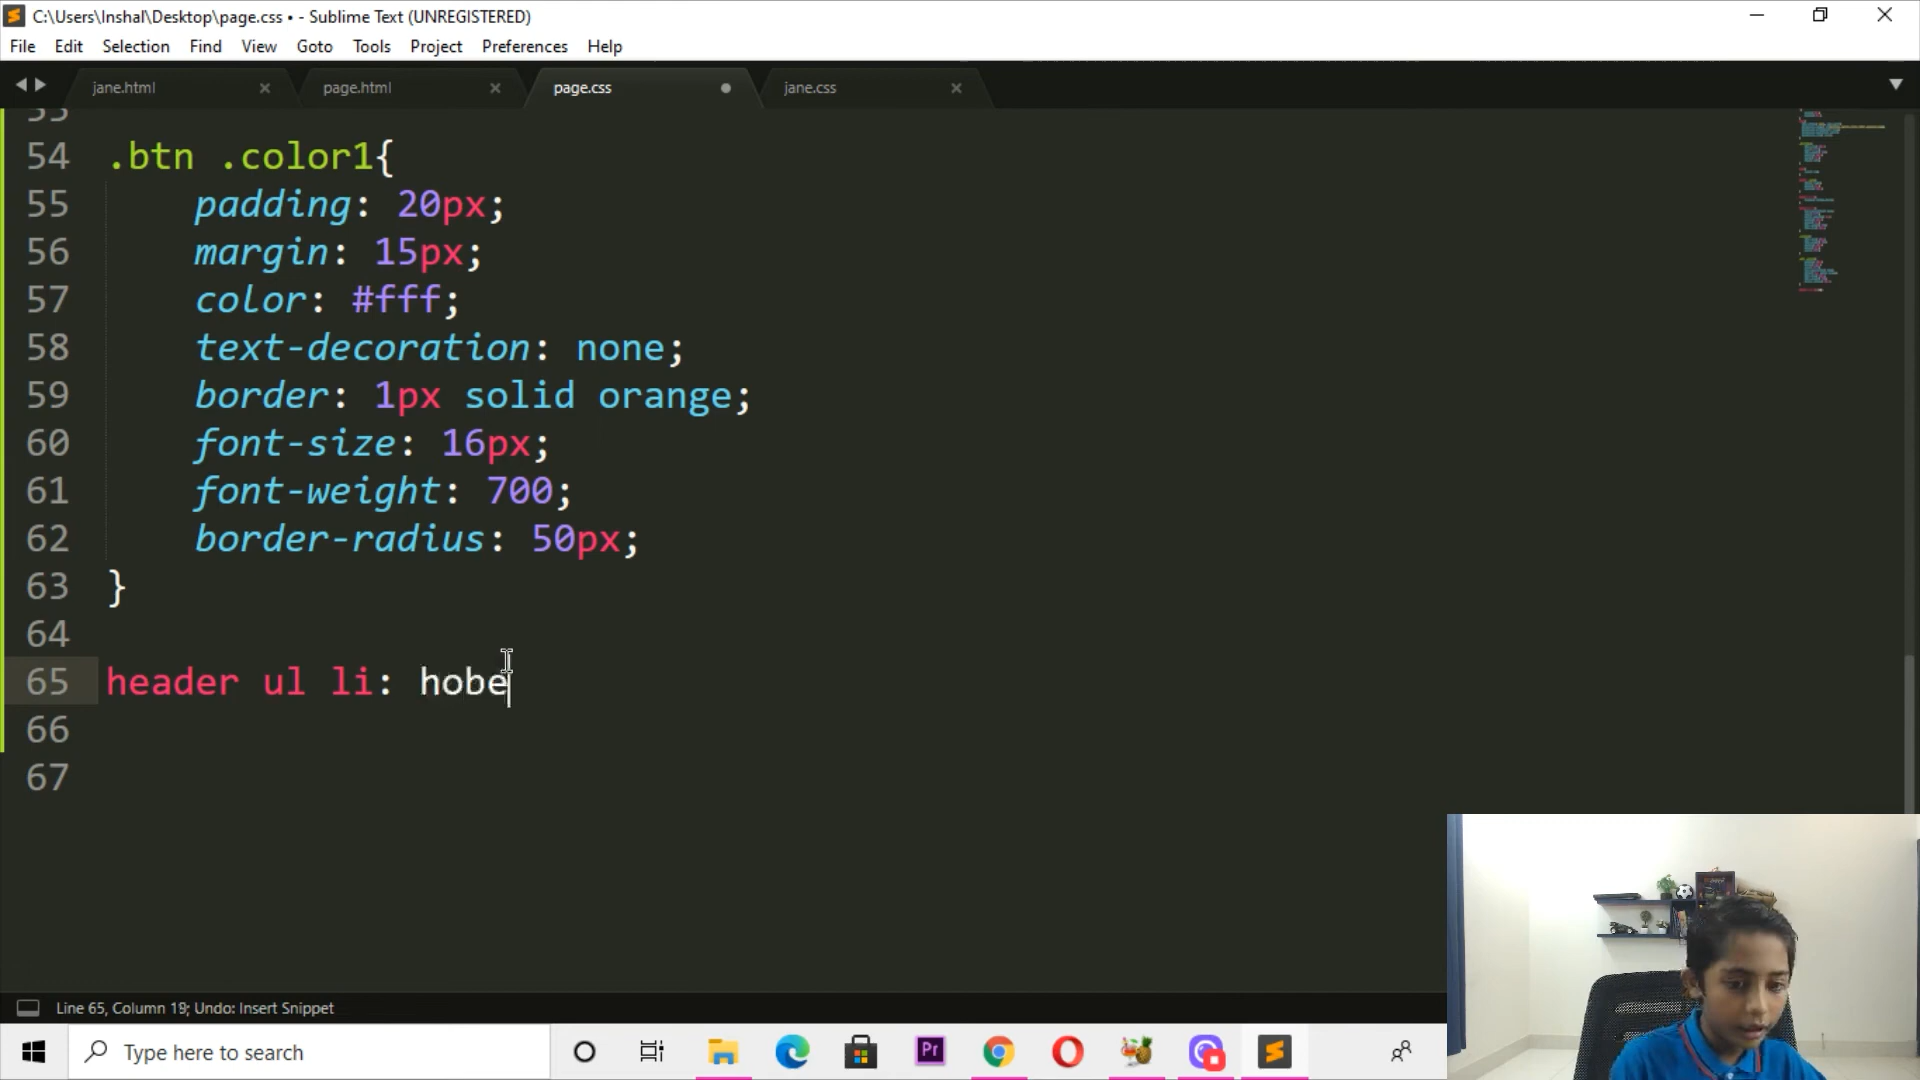 C:\Users\Inshal\Desktop\page.css • - Sublime Text (UNREGISTERED)
File Edit Selection Find View Goto Tools Project Preferences Help
jane.html page.html page.css jane.css
53
54 .btn .color1{
55 padding: 20px;
56 margin: 15px;
57 color: #fff;
58 text-decoration: none;
59 border: 1px solid orange;
60 font-size: 16px;
61 font-weight: 700;
62 border-radius: 50px;
63 }
64
65 header ul li: hobe
66
67
Line 65, Column 19; Undo: Insert Snippet
Type here to search
Pr